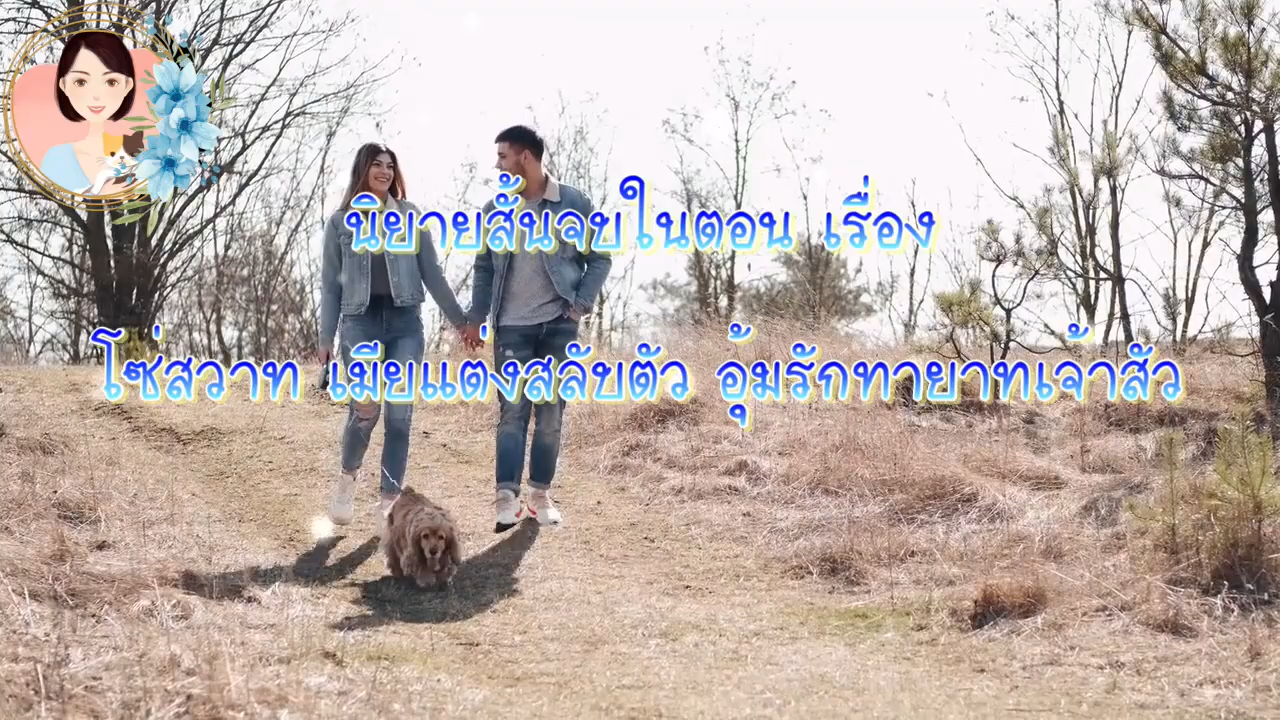 นิยายสั้นจบในตอน เรื่อง
โซ่สวาท เมียแต่งสลับตัว อุ้มรักทายาทเจ้าสัว